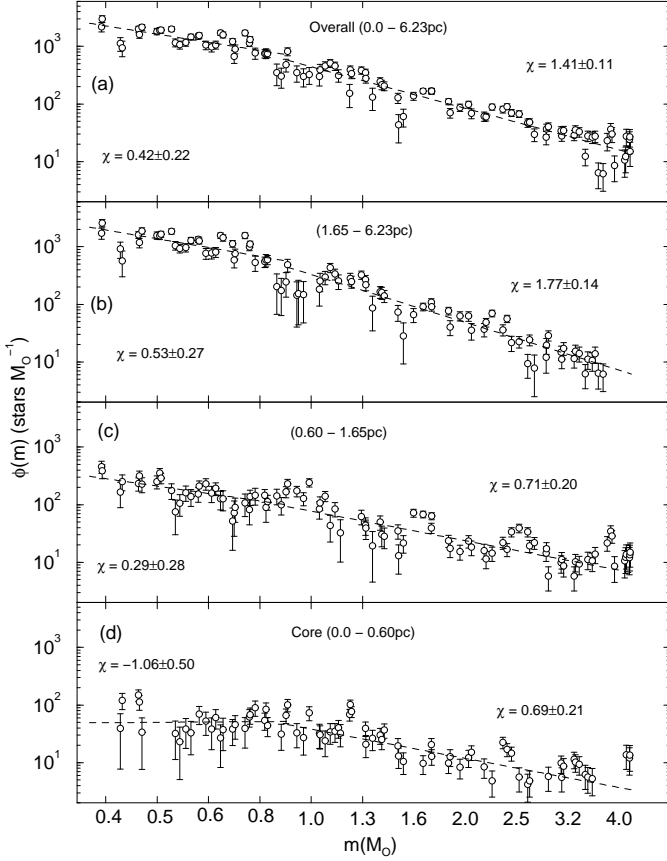 Overall (0.0 − 6.23pc)
10³
χ = 1.41±0.11
(a)
10²
χ = 0.42±0.22
10¹
(1.65 − 6.23pc)
10³
χ = 1.77±0.14
(b)
10²
χ = 0.53±0.27
10¹
ϕ(m) (stars M_O⁻¹)
(c)
(0.60 − 1.65pc)
10³
χ = 0.71±0.20
10²
χ = 0.29±0.28
10¹
(d)
Core (0.0 − 0.60pc)
10³
χ = −1.06±0.50
10²
χ = 0.69±0.21
10¹
0.4 0.5 0.6 0.8 1.0 1.3 1.6 2.0 2.5 3.2 4.0
m(M_O)